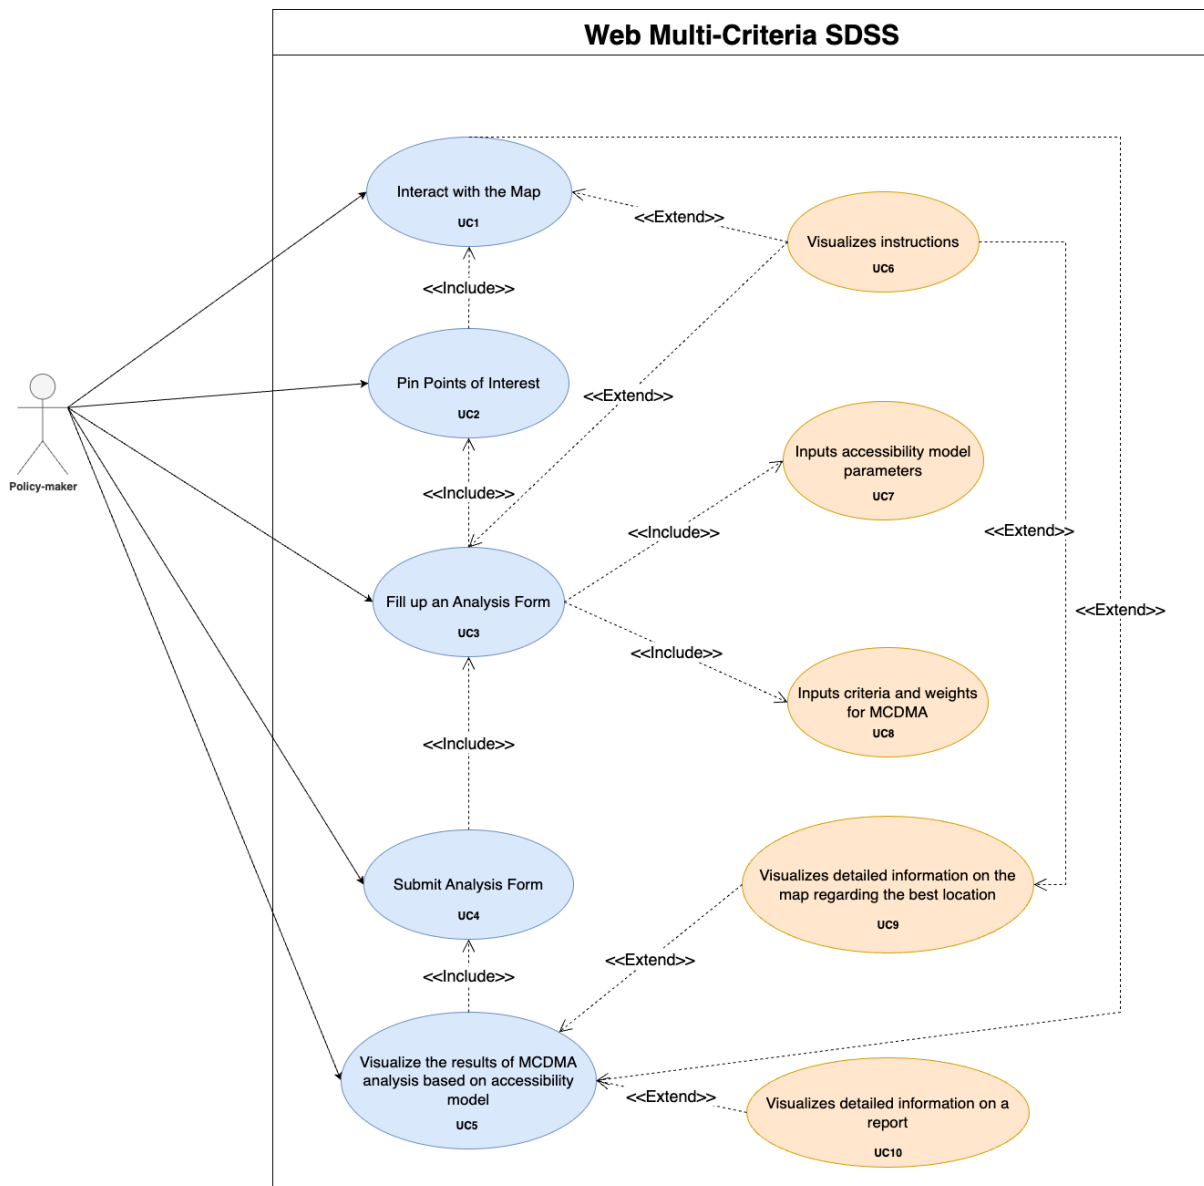 Web Multi-Criteria SDSS
Interact with the Map
UC1
<<Extend>>
Visualizes instructions
UC6
<<Include>>
Pin Points of Interest
UC2
<<Extend>>
Policy-maker
Inputs accessibility model
parameters
UC7
<<Include>>
<<Include>>
<<Extend>>
Fill up an Analysis Form
UC3
<<Extend>>
<<Include>>
Inputs criteria and weights
for MCDMA
UC8
<<Include>>
Submit Analysis Form
UC4
Visualizes detailed information on the
map regarding the best location
UC9
<<Extend>>
<<Include>>
Visualize the results of MCDMA
analysis based on accessibility
model
UC5
<<Extend>>
Visualizes detailed information on a
report
UC10